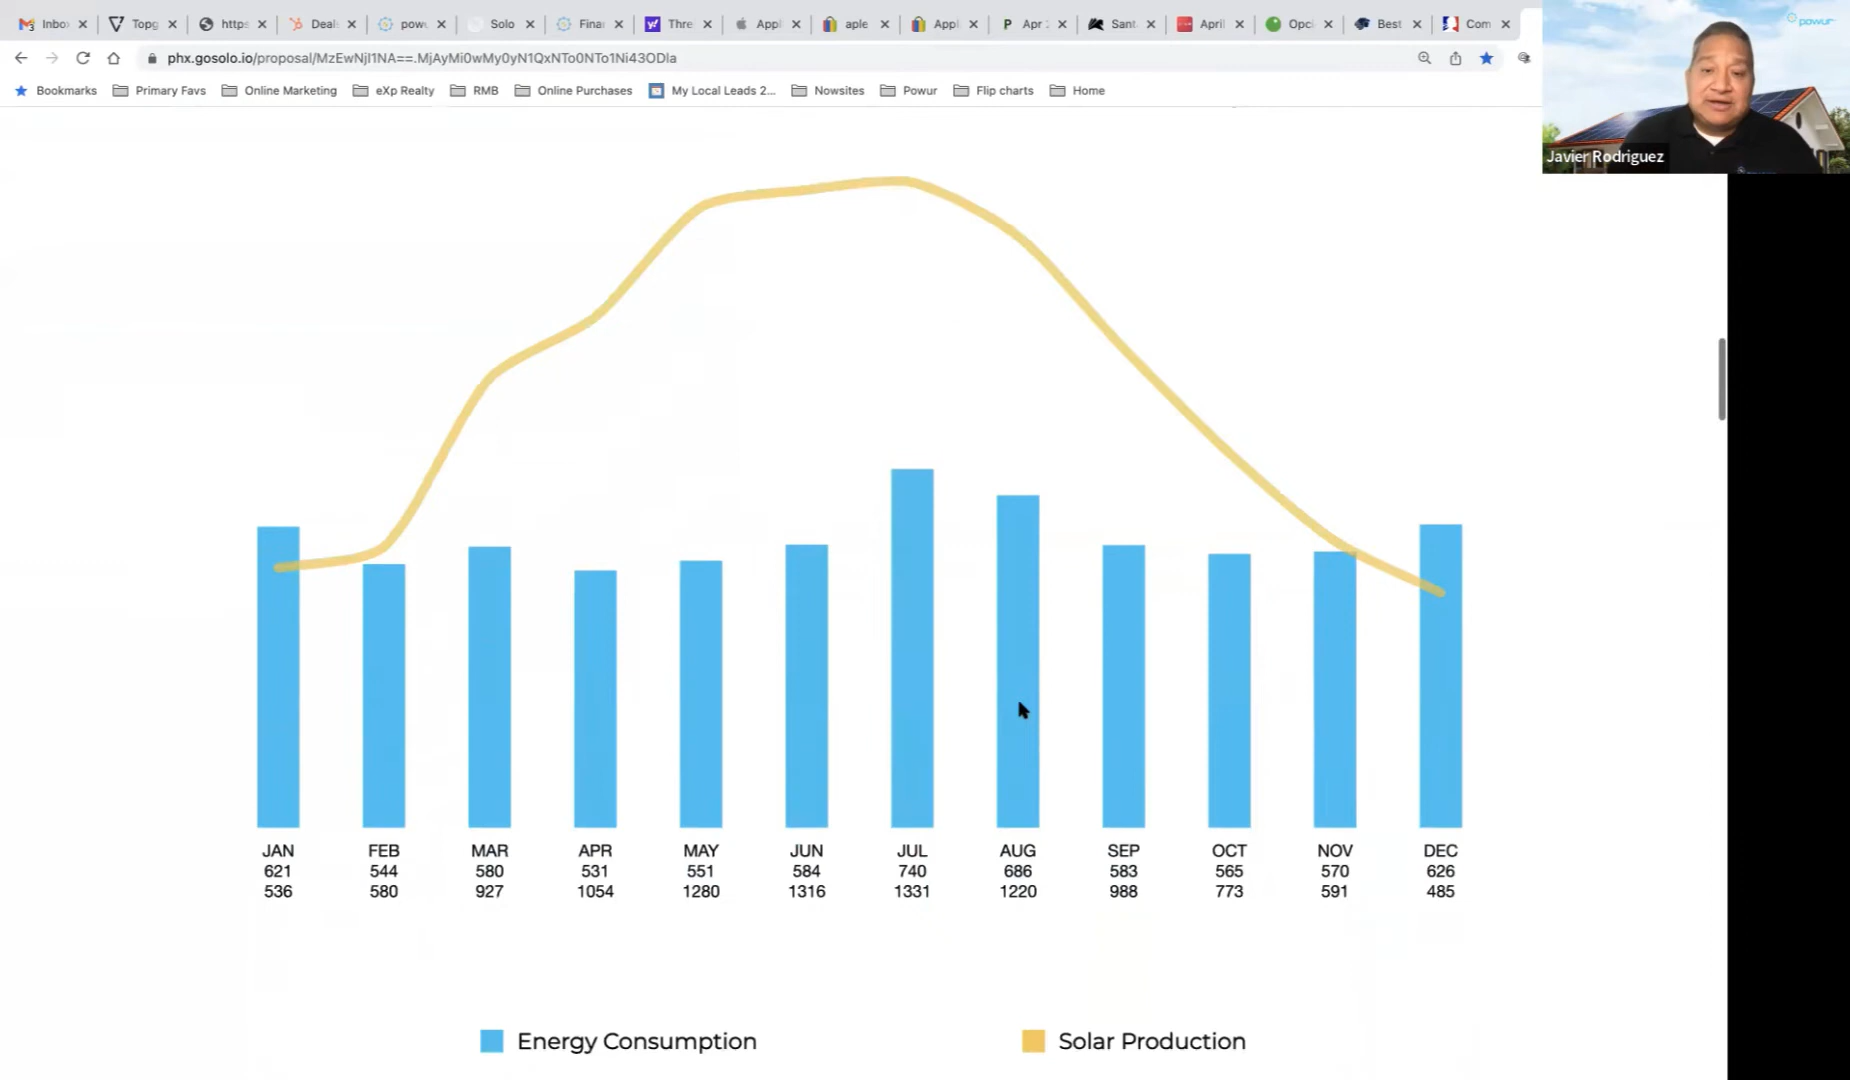 Inbo Topg https Deal powu Solo Finar Thre Appl aple Appl Apr Sant April Opci Best Com
phx.gosolo.io/proposal/MzEwNjI1NA==.MjAyMi0wMy0yN1QxNTo0NTo1Ni43ODla
Bookmarks Primary Favs Online Marketing eXp Realty RMB Online Purchases My Local Leads 2... Nowsites Powur Flip charts Home
powur
Javier Rodriguez
JAN FEB MAR APR MAY JUN JUL AUG SEP OCT NOV DEC
621 544 580 531 551 584 740 686 583 565 570 626
536 580 927 1054 1280 1316 1331 1220 988 773 591 485
Energy Consumption Solar Production